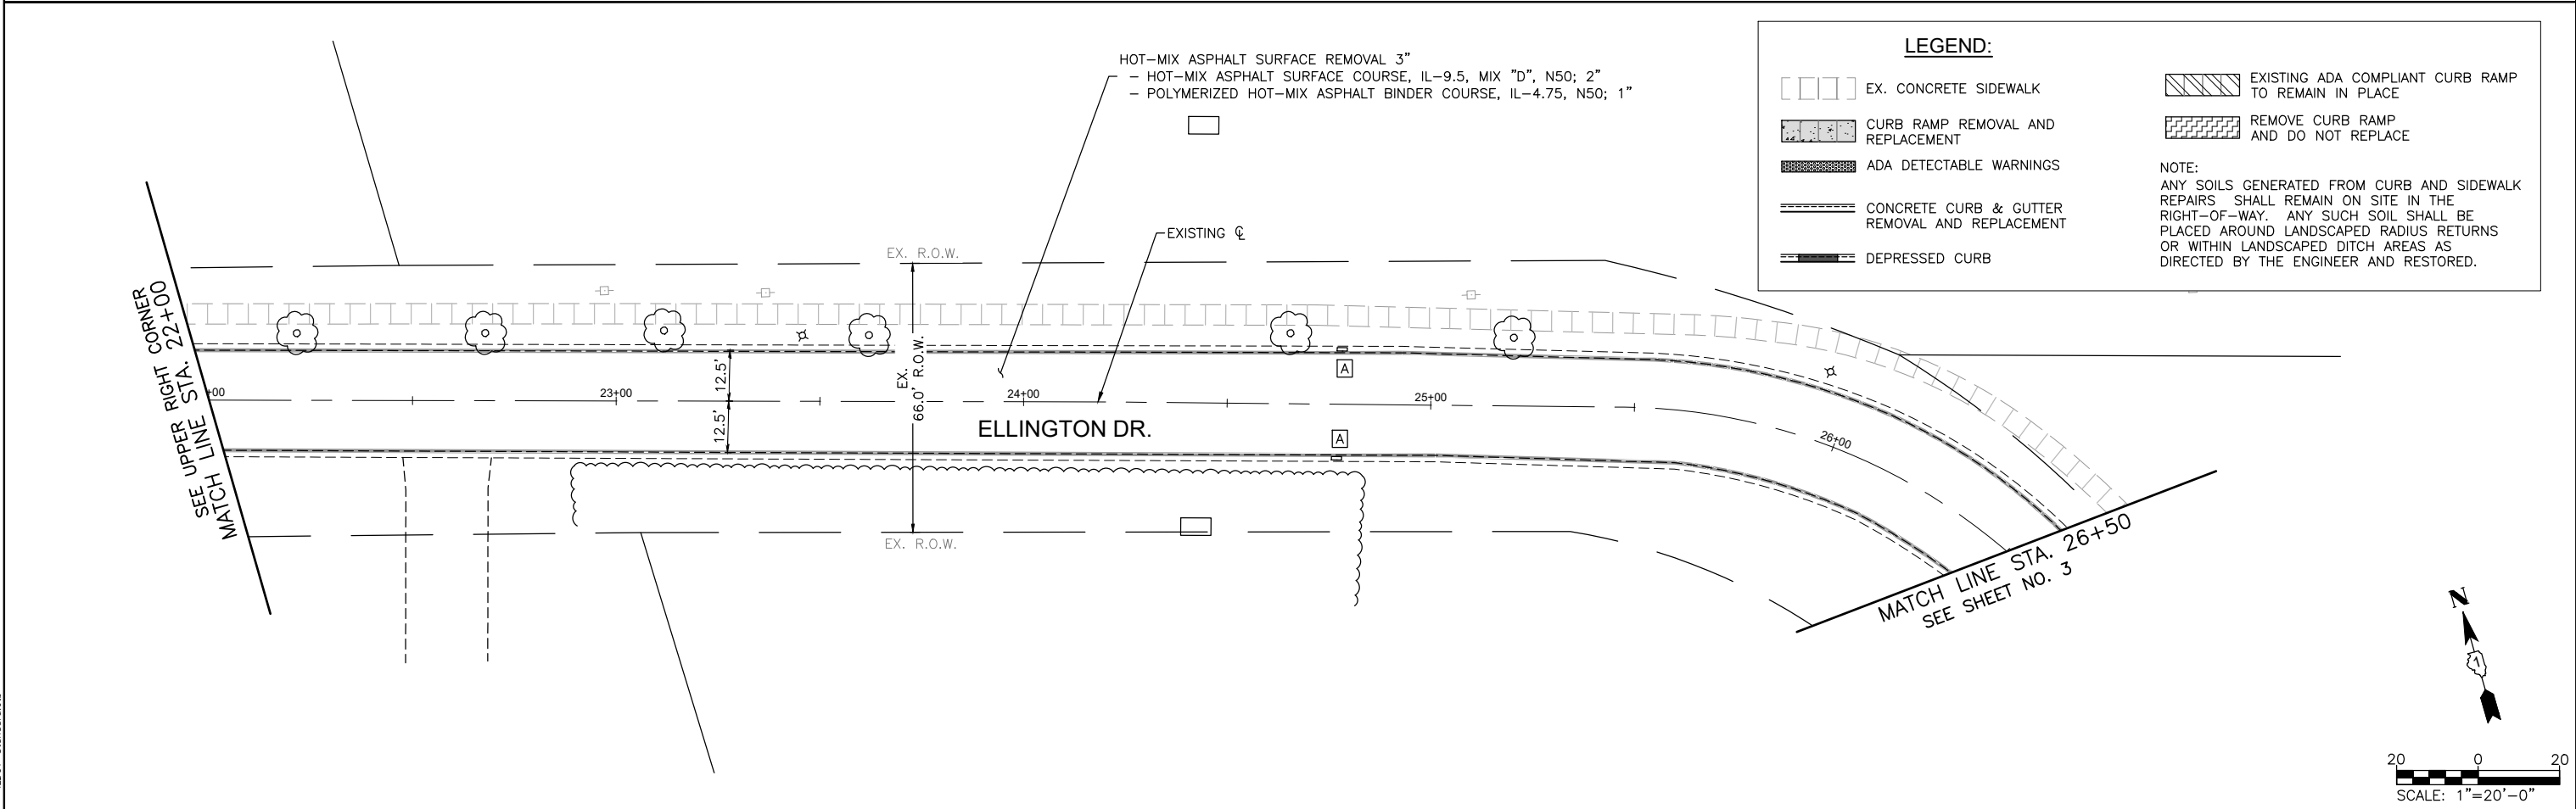 HOT-MIX ASPHALT SURFACE REMOVAL 3"
- HOT-MIX ASPHALT SURFACE COURSE, IL-9.5, MIX "D", N50; 2"
- POLYMERIZED HOT-MIX ASPHALT BINDER COURSE, IL-4.75, N50; 1"
EXISTING ℄
EX. R.O.W.
SEE UPPER RIGHT CORNER
MATCH LINE STA. 22+00
+00
23+00
24+00
25+00
26+00
12.5'
12.5'
EX.
66.0' R.O.W.
ELLINGTON DR.
A
A
EX. R.O.W.
MATCH LINE STA. 26+50
SEE SHEET NO. 3
LEGEND:
EX. CONCRETE SIDEWALK
CURB RAMP REMOVAL AND
REPLACEMENT
ADA DETECTABLE WARNINGS
CONCRETE CURB & GUTTER
REMOVAL AND REPLACEMENT
DEPRESSED CURB
EXISTING ADA COMPLIANT CURB RAMP
TO REMAIN IN PLACE
REMOVE CURB RAMP
AND DO NOT REPLACE
NOTE:
ANY SOILS GENERATED FROM CURB AND SIDEWALK
REPAIRS SHALL REMAIN ON SITE IN THE
RIGHT-OF-WAY. ANY SUCH SOIL SHALL BE
PLACED AROUND LANDSCAPED RADIUS RETURNS
OR WITHIN LANDSCAPED DITCH AREAS AS
DIRECTED BY THE ENGINEER AND RESTORED.
N
1
20 0 20
SCALE: 1"=20'-0"